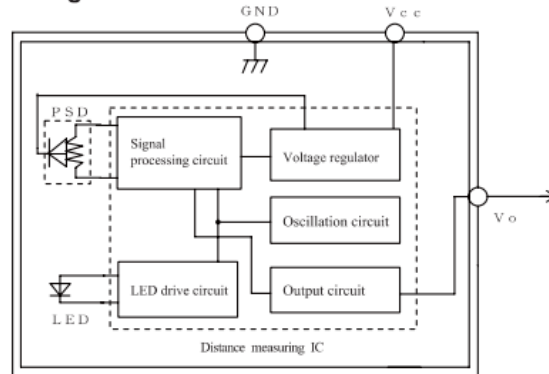 GND
Vcc
PSD
Signal
processing circuit
Voltage regulator
Oscillation circuit
Vo
LED drive circuit
Output circuit
LED
Distance measuring IC